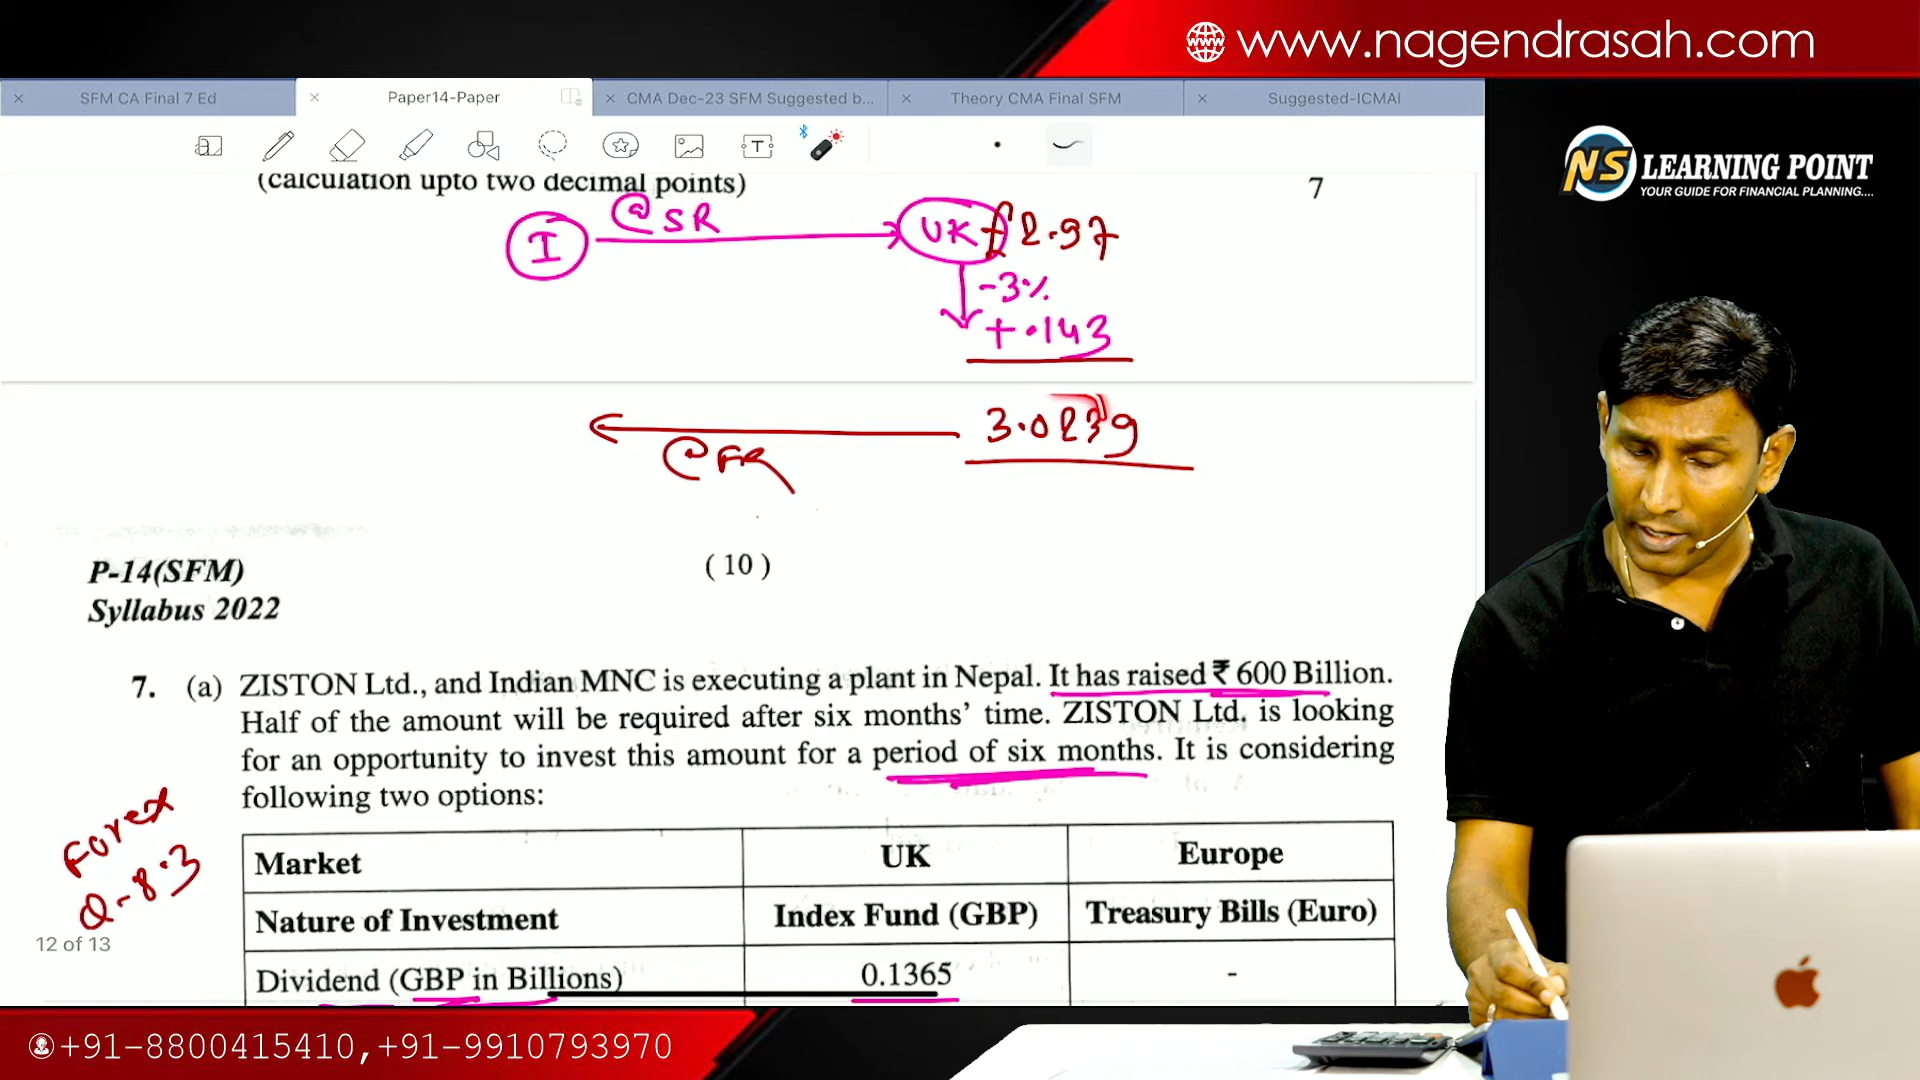 www.nagendrasah.com
SFM CA Final 7 Ed
Paper14-Paper
CMA Dec-23 SFM Suggested b...
Theory CMA Final SFM
Suggested-ICMAI
NS LEARNING POINT
YOUR GUIDE FOR FINANCIAL PLANNING....
(calculation upto two decimal points)
7
I
@SR
UK
£2.97
-3%
+.143
3.0239
@FR
P-14(SFM)
Syllabus 2022
(10)
7. (a) ZISTON Ltd., and Indian MNC is executing a plant in Nepal. It has raised ₹ 600 Billion.
Half of the amount will be required after six months' time. ZISTON Ltd. is looking
for an opportunity to invest this amount for a period of six months. It is considering
following two options:
Forex
Q-8.3
12 of 13
Market UK Europe
Nature of Investment Index Fund (GBP) Treasury Bills (Euro)
Dividend (GBP in Billions) 0.1365 -
+91-8800415410,+91-9910793970